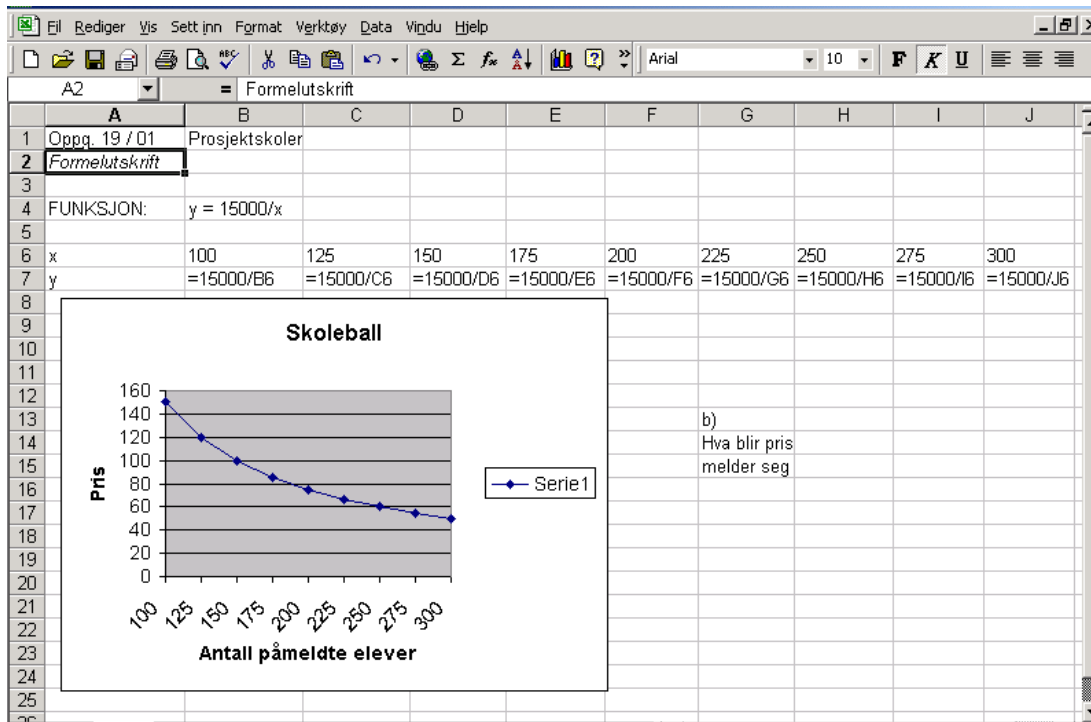 Fil Rediger Vis Sett inn Format Verktøy Data Vindu Hjelp
Arial 10 F K U
A2 = Formelutskrift
A B C D E F G H I J
1 Oppg. 19 / 01 Prosjektskoler
2 Formelutskrift
3
4 FUNKSJON: y = 15000/x
5
6 x 100 125 150 175 200 225 250 275 300
7 y =15000/B6 =15000/C6 =15000/D6 =15000/E6 =15000/F6 =15000/G6 =15000/H6 =15000/I6 =15000/J6
8
9
10
11
12
13 b)
14 Hva blir pris
15 melder seg
16
17
18
19
20
21
22
23
24
25
Skoleball
160
140
120
100
80
60
40
20
0
Pris
Serie1
100 125 150 175 200 225 250 275 300
Antall påmeldte elever